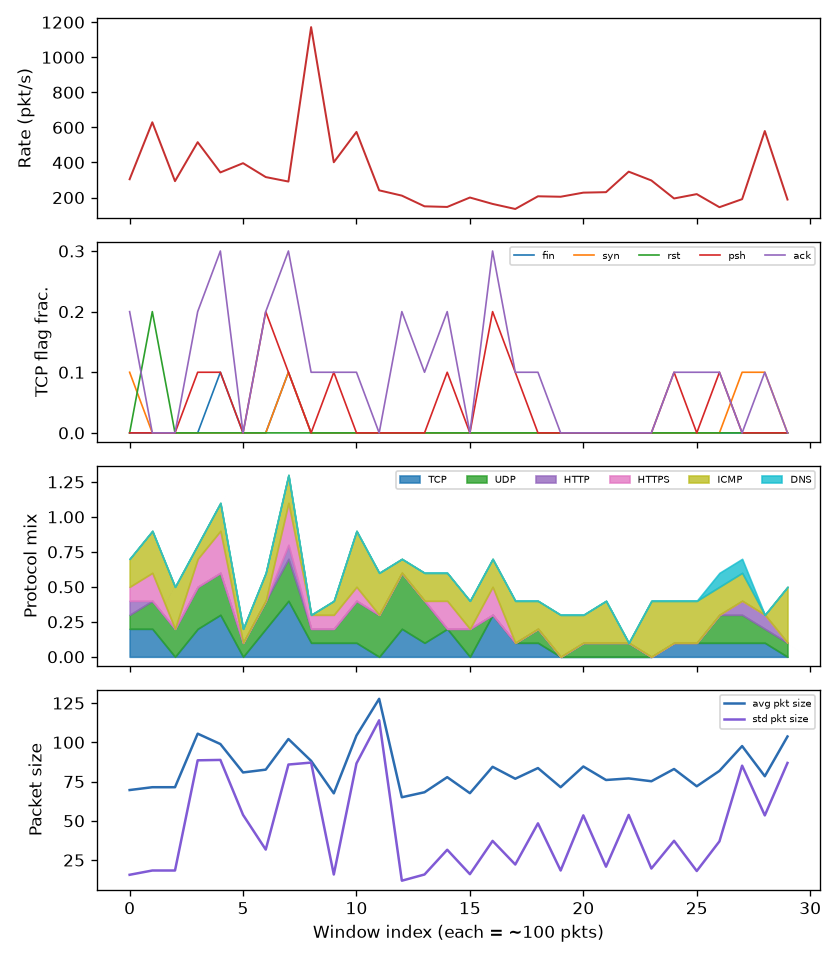 1200
1000
800
600
400
200
Rate (pkt/s)
0.3
0.2
0.1
0.0
TCP flag frac.
fin syn rst psh ack
1.25
1.00
0.75
0.50
0.25
0.00
Protocol mix
TCP UDP HTTP HTTPS ICMP DNS
125
100
75
50
25
Packet size
avg pkt size
std pkt size
0 5 10 15 20 25 30
Window index (each = ~100 pkts)